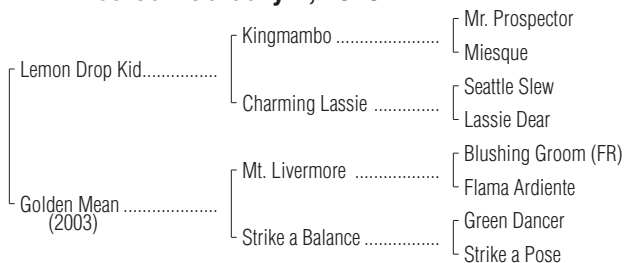 Mr. Prospector
Kingmambo ..................
Miesque
Lemon Drop Kid...............
Seattle Slew
Charming Lassie .............
Lassie Dear
Blushing Groom (FR)
Mt. Livermore ...............
Flama Ardiente
Golden Mean ..................
(2003)
Green Dancer
Strike a Balance ...............
Strike a Pose